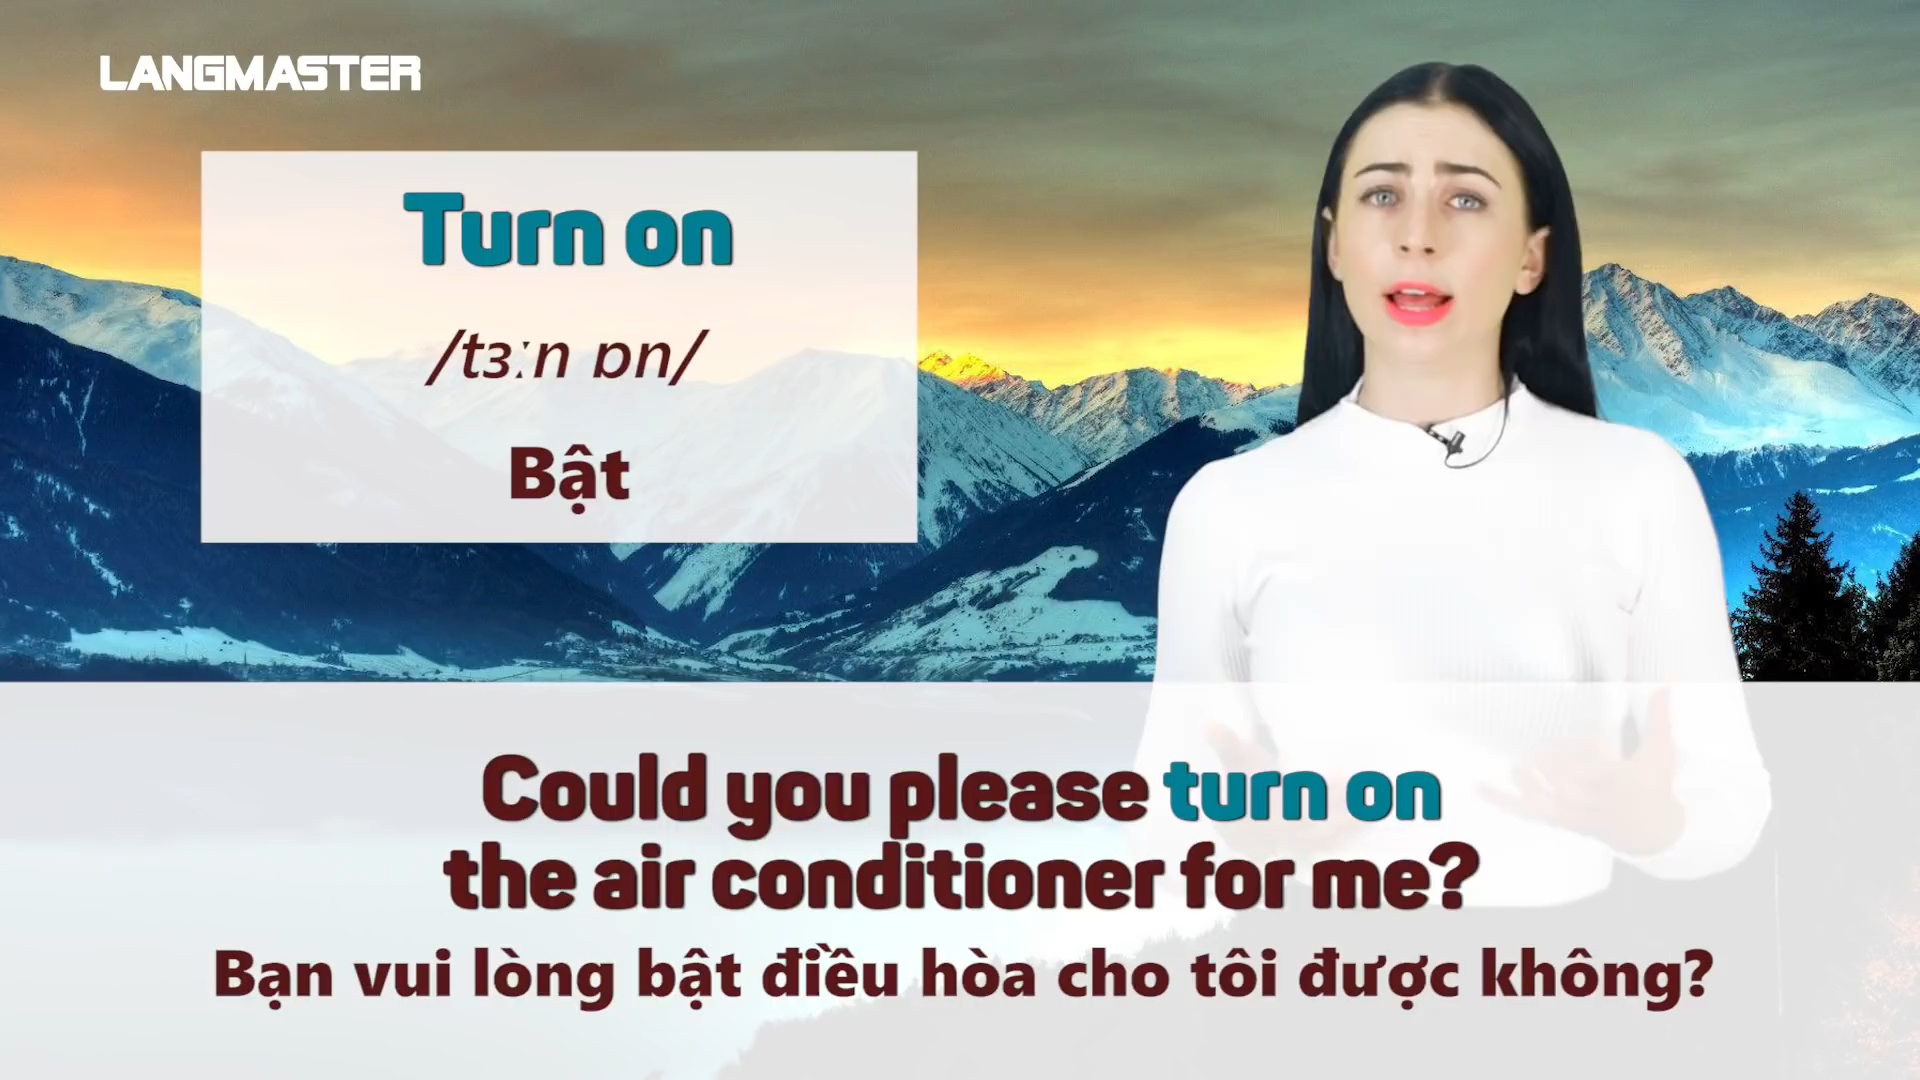 LANGMASTER
Turn on
/tɜːn ɒn/
Bật
Could you please turn on
the air conditioner for me?
Bạn vui lòng bật điều hòa cho tôi được không?